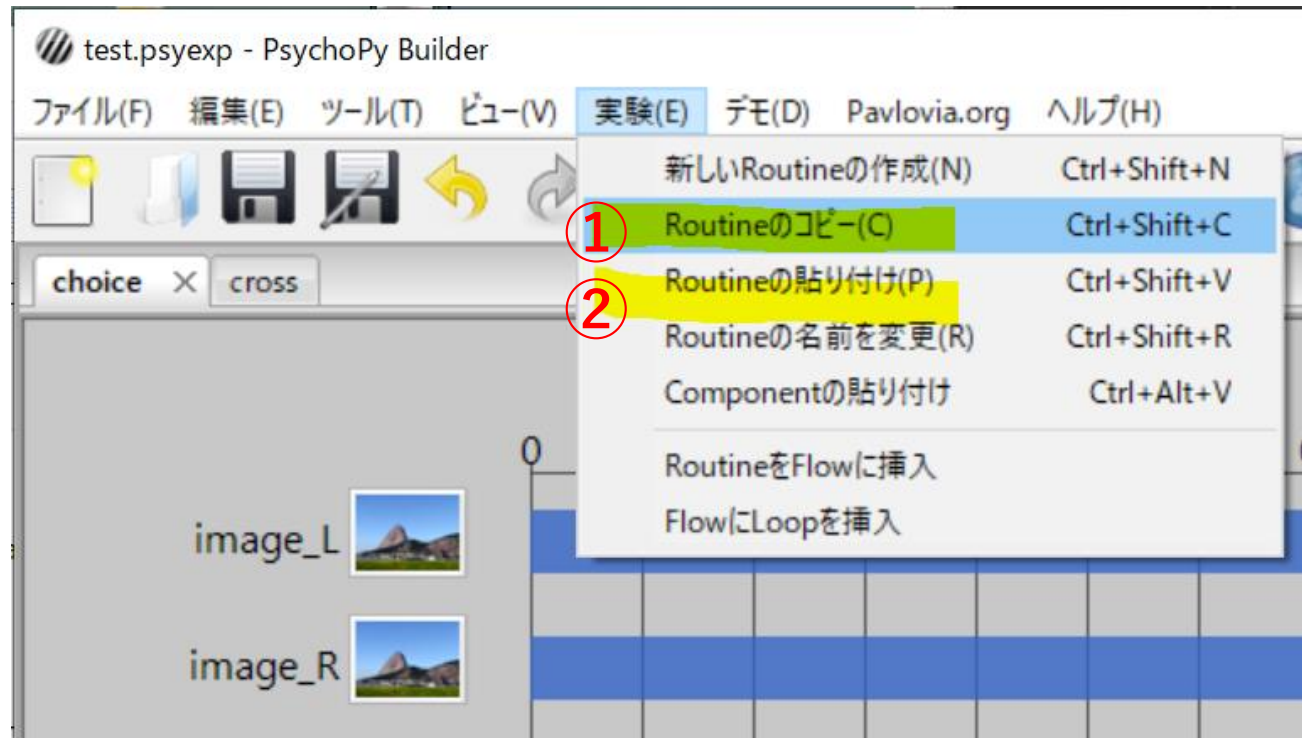 test.psyexp - PsychoPy Builder
ファイル(F) 編集(E) ツール(T) ビュー(V) 実験(E) デモ(D) Pavlovia.org ヘルプ(H)
新しいRoutineの作成(N) Ctrl+Shift+N
① Routineのコピー(C) Ctrl+Shift+C
② Routineの貼り付け(P) Ctrl+Shift+V
Routineの名前を変更(R) Ctrl+Shift+R
Componentの貼り付け Ctrl+Alt+V
RoutineをFlowに挿入
FlowにLoopを挿入
choice × cross
0
image_L
image_R